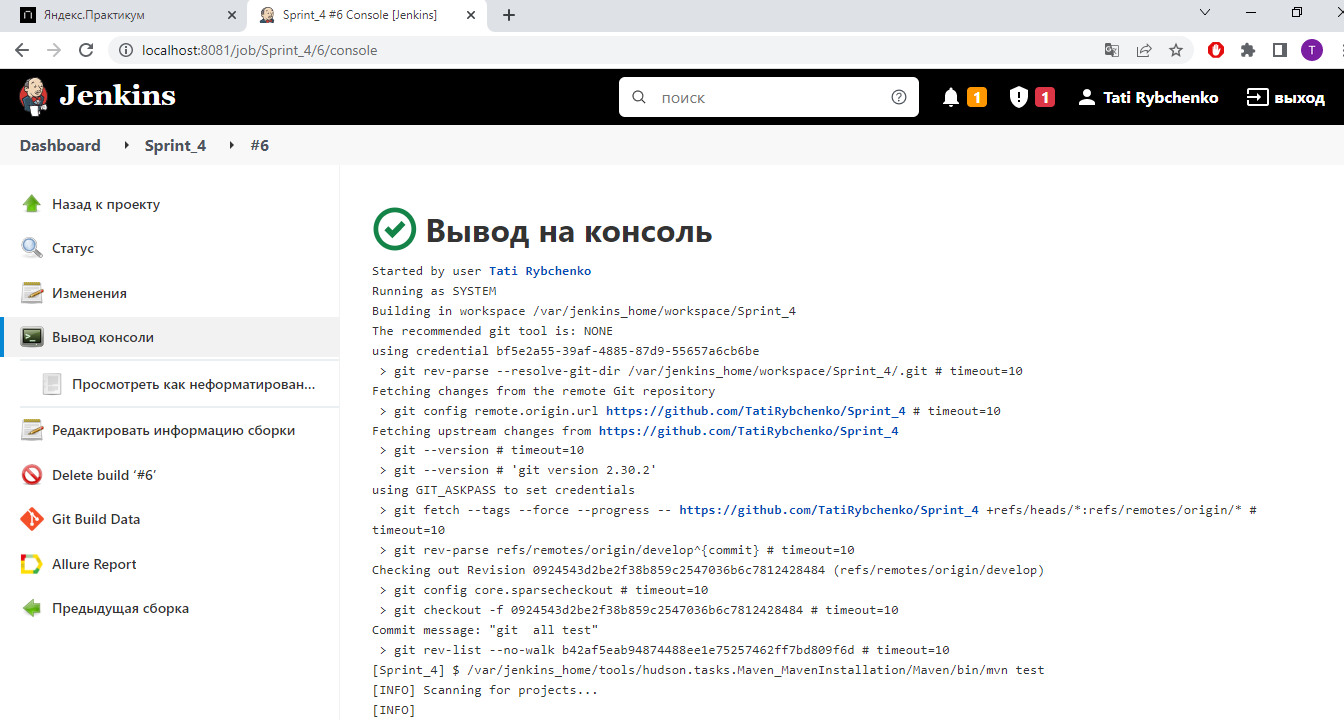 Яндекс.Практикум
Sprint_4 #6 Console [Jenkins]
localhost:8081/job/Sprint_4/6/console
T
Jenkins
поиск
1
1
Tati Rybchenko
выход
Dashboard
Sprint_4
#6
Назад к проекту
Статус
Изменения
Вывод консоли
Просмотреть как неформатирован...
Редактировать информацию сборки
Delete build ‘#6’
Git Build Data
Allure Report
Предыдущая сборка
Вывод на консоль
Started by user Tati Rybchenko
Running as SYSTEM
Building in workspace /var/jenkins_home/workspace/Sprint_4
The recommended git tool is: NONE
using credential bf5e2a55-39af-4885-87d9-55657a6cb6be
> git rev-parse --resolve-git-dir /var/jenkins_home/workspace/Sprint_4/.git # timeout=10
Fetching changes from the remote Git repository
> git config remote.origin.url https://github.com/TatiRybchenko/Sprint_4 # timeout=10
Fetching upstream changes from https://github.com/TatiRybchenko/Sprint_4
> git --version # timeout=10
> git --version # 'git version 2.30.2'
using GIT_ASKPASS to set credentials
> git fetch --tags --force --progress -- https://github.com/TatiRybchenko/Sprint_4 +refs/heads/*:refs/remotes/origin/* #
timeout=10
> git rev-parse refs/remotes/origin/develop^{commit} # timeout=10
Checking out Revision 0924543d2be2f38b859c2547036b6c7812428484 (refs/remotes/origin/develop)
> git config core.sparsecheckout # timeout=10
> git checkout -f 0924543d2be2f38b859c2547036b6c7812428484 # timeout=10
Commit message: "git  all test"
> git rev-list --no-walk b42af5eab94874488ee1e75257462ff7bd809f6d # timeout=10
[Sprint_4] $ /var/jenkins_home/tools/hudson.tasks.Maven_MavenInstallation/Maven/bin/mvn test
[INFO] Scanning for projects...
[INFO]